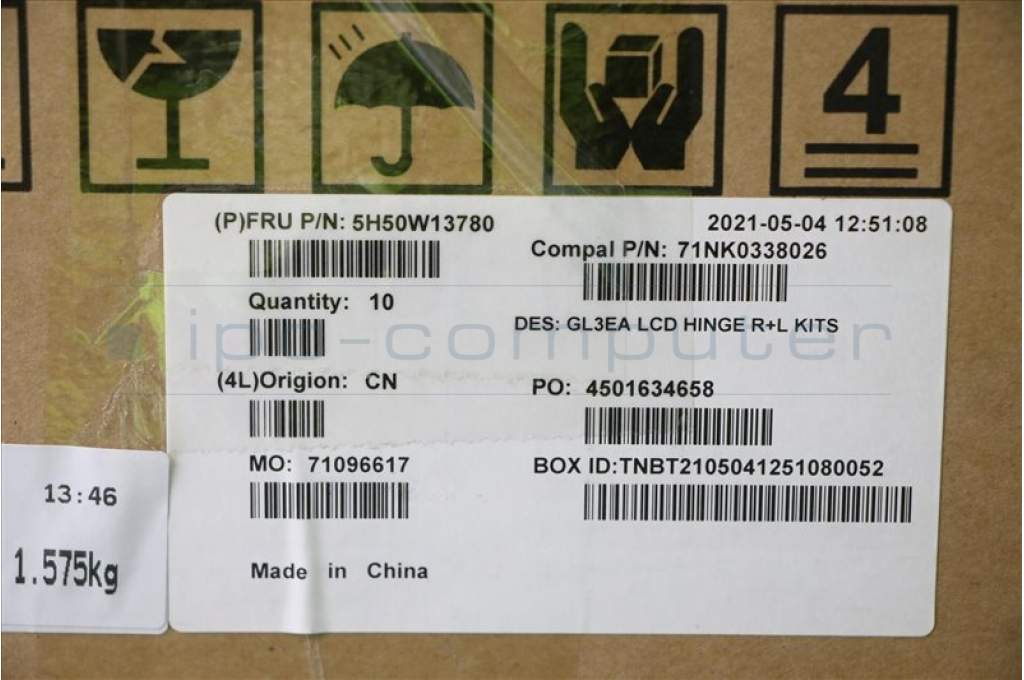 4
(P)FRU P/N: 5H50W13780
2021-05-04 12:51:08
Compal P/N: 71NK0338026
Quantity: 10
DES: GL3EA LCD HINGE R+L KITS
ipc-computer
(4L)Origion: CN
PO: 4501634658
MO: 71096617
BOX ID:TNBT2105041251080052
13:46
1.575kg
Made in China